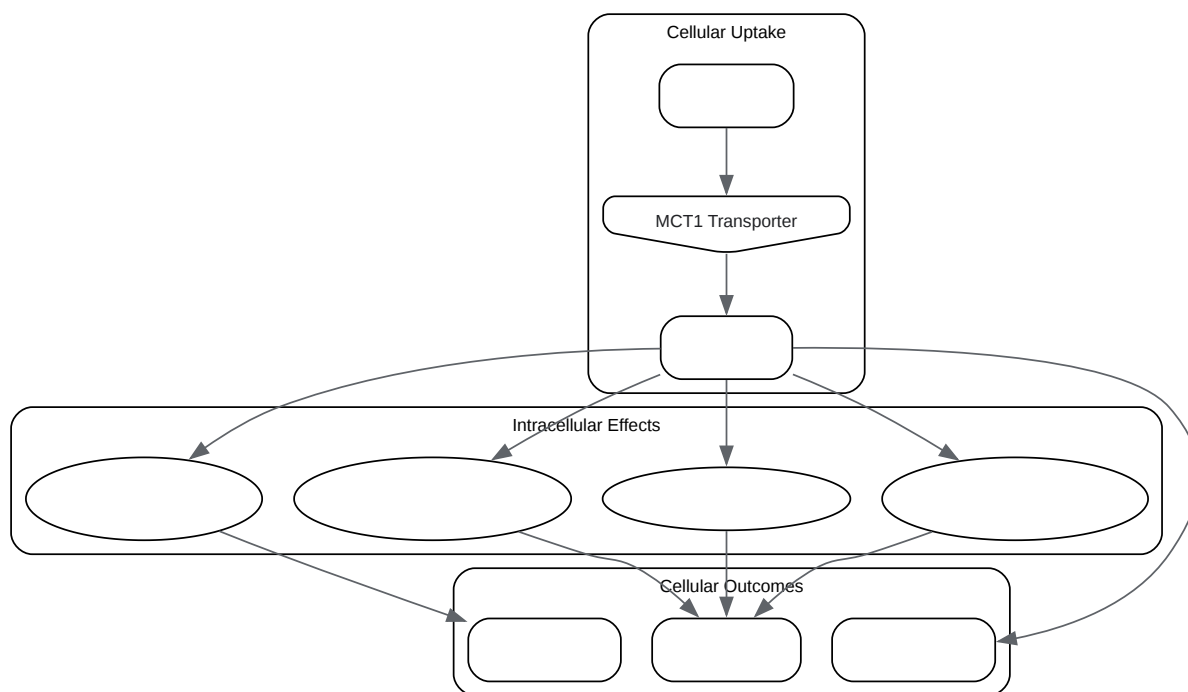 Cellular Uptake
MCT1 Transporter
Intracellular Effects
Cellular Outcomes